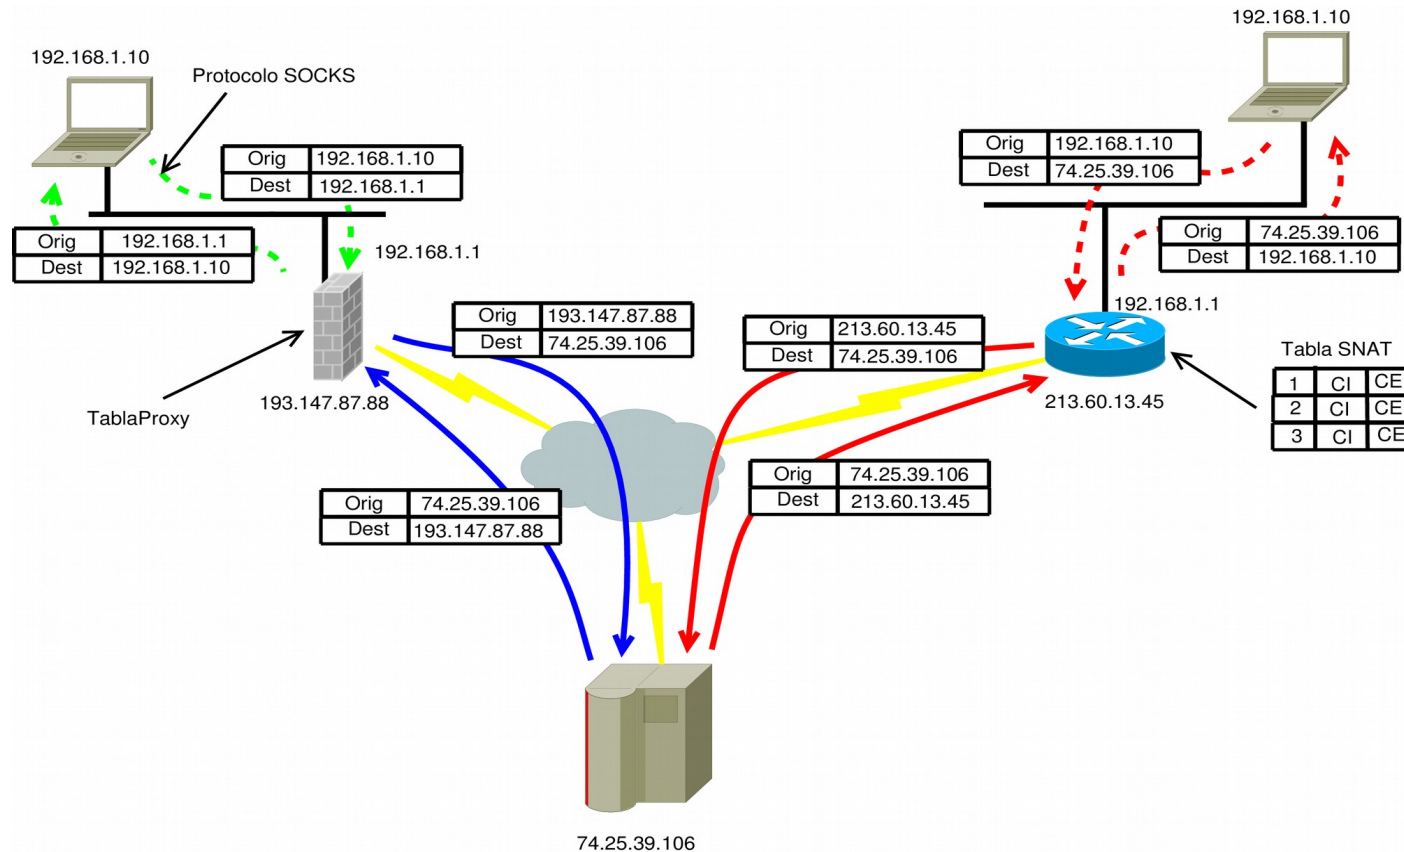 192.168.1.10
192.168.1.10
Protocolo SOCKS
Orig 192.168.1.10
Dest 192.168.1.1
Orig 192.168.1.10
Dest 74.25.39.106
Orig 192.168.1.1
Dest 192.168.1.10
192.168.1.1
Orig 74.25.39.106
Dest 192.168.1.10
192.168.1.1
Orig 193.147.87.88
Dest 74.25.39.106
Orig 213.60.13.45
Dest 74.25.39.106
Tabla SNAT
1 CI CE
2 CI CE
3 CI CE
TablaProxy
193.147.87.88
213.60.13.45
Orig 74.25.39.106
Dest 193.147.87.88
Orig 74.25.39.106
Dest 213.60.13.45
74.25.39.106